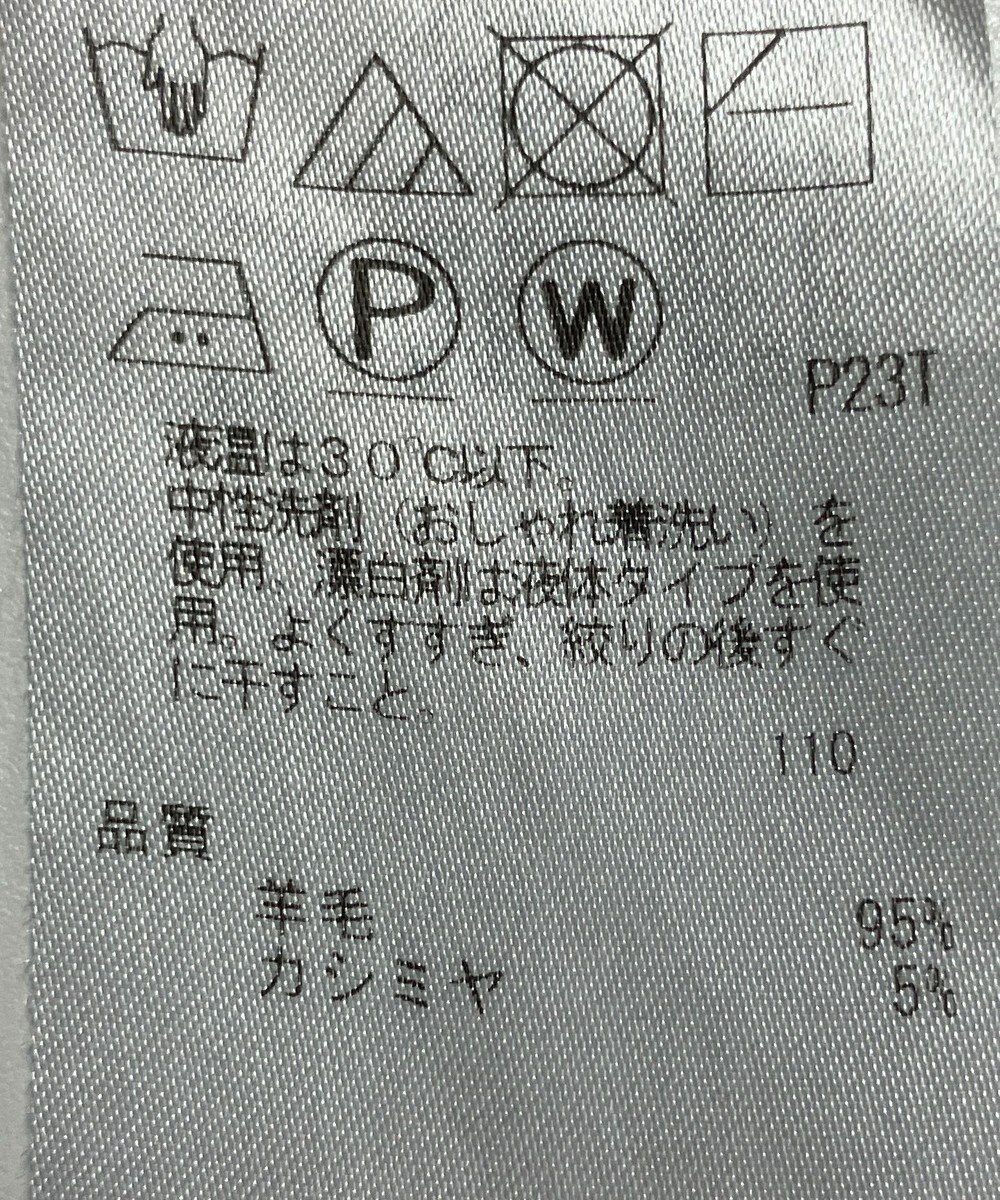 P
W
P23T
液温は30℃以下。
中性洗剤（おしゃれ着洗い）を
使用、漂白剤は液体タイプを使
用。よくすすぎ、絞りの後すぐ
に干すこと。
110
品質
羊毛 95%
カシミヤ 5%